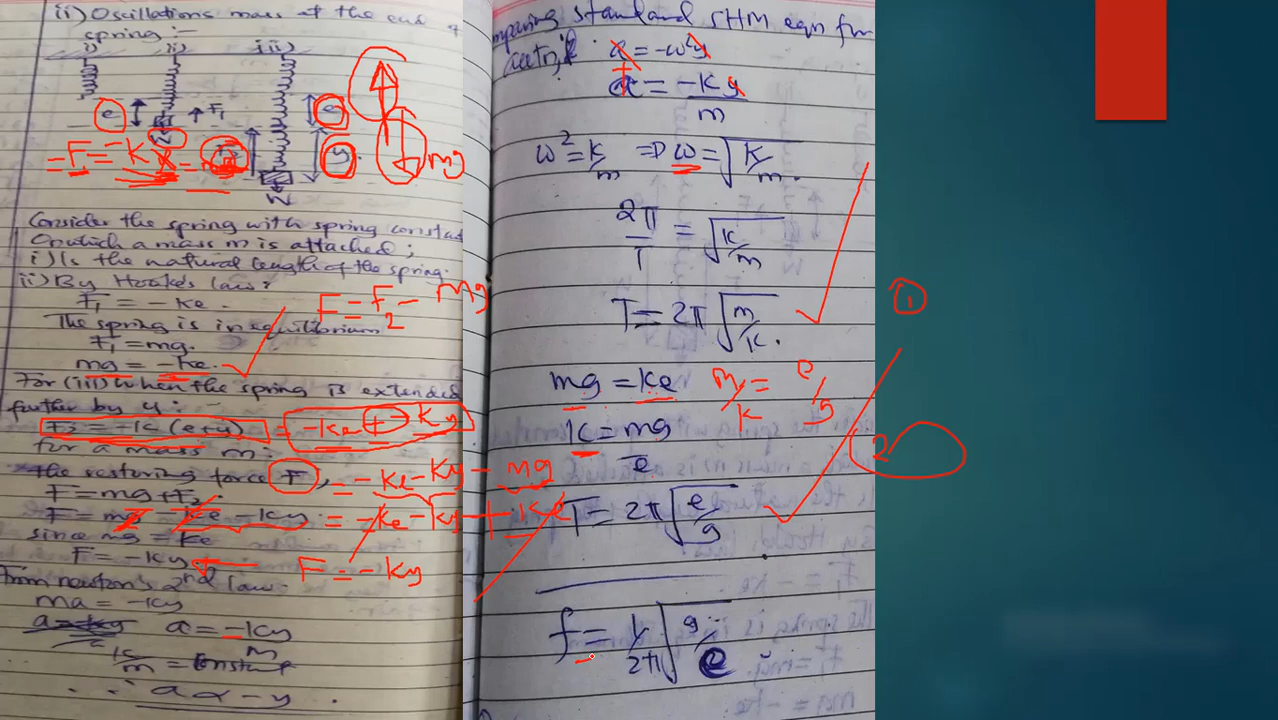 ii) Oscillations mass at the end of
spring :-
i) ii) iii)
e F₁ e
y
F = -Kx = mg
Consider the spring with spring constant
on which a mass m is attached;
i) Is the natural length of the spring.
ii) By Hooke's law:
F₁ = -ke.
The spring is in equilibrium
F₁ = mg.
mg = -ke.
F = F₂ - mg
For (iii) When the spring is extended
further by y:
F₂ = -k(e+y) = -ke + - Ky
for a mass m:
the restoring force F, = -ke - Ky - mg
F = mg + F₂.
F = mg - ke - ky = -ke - ky + ke
since mg = ke
F = -ky F = -Ky
From newton's 2nd law.
ma = -ky
a = -ky/m
k/m = constant
∴ a α - y.
mparing standard SHM eqn for
accn,
a = -ω²y
a = -Ky/m
ω² = k/m => ω = √K/m.
2π/T = √k/m
T = 2π√m/k.
mg = ke m/k = e/g
k = mg/e
T = 2π√e/g
f = 1/2π√g/e
1
2